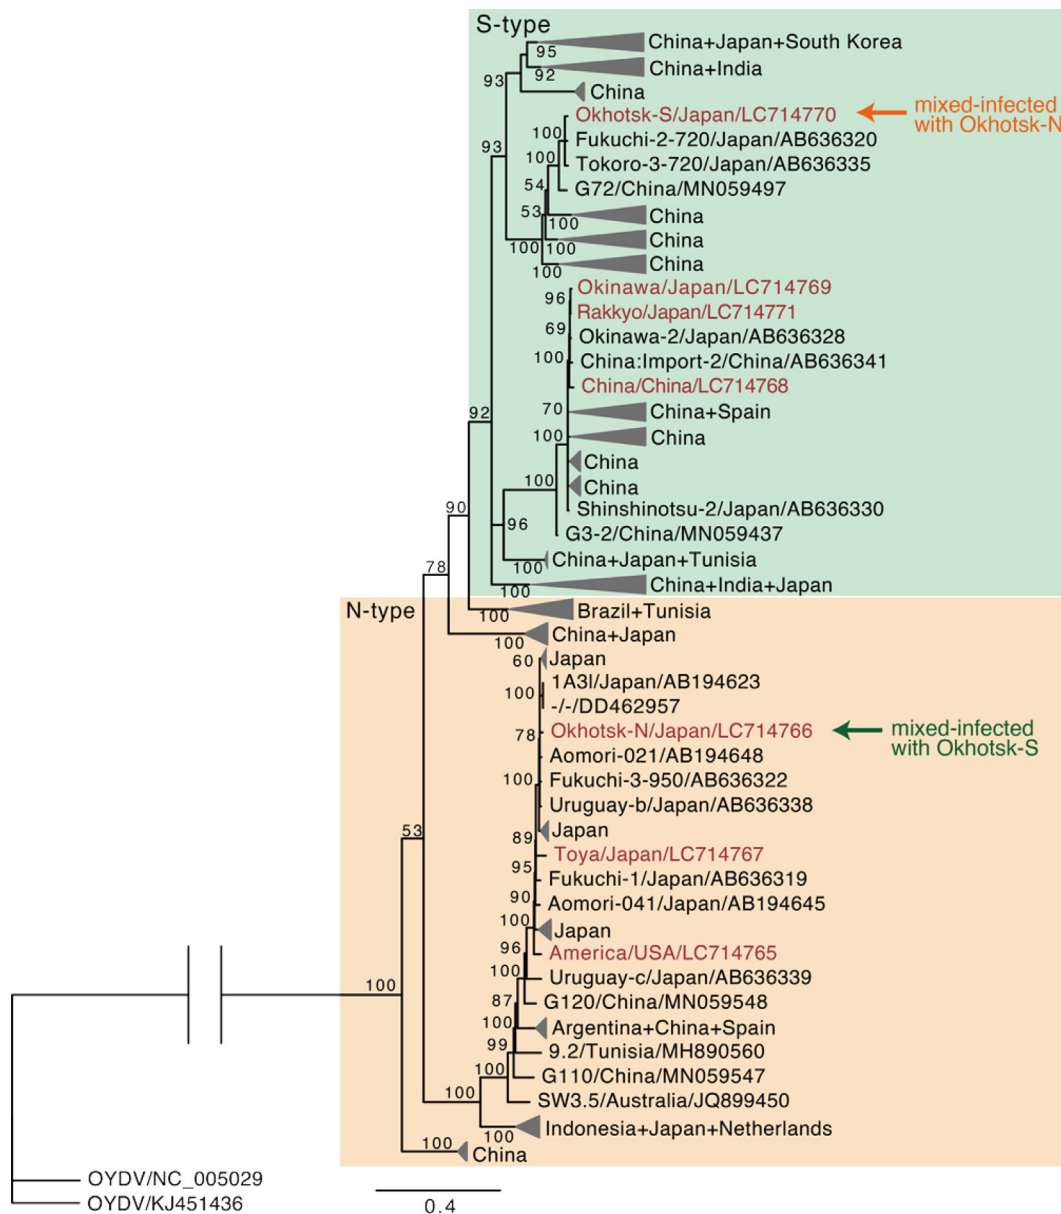 S-type
95
China+Japan+South Korea
93
92
China+India
China
Okhotsk-S/Japan/LC714770
mixed-infected
with Okhotsk-N
100
Fukuchi-2-720/Japan/AB636320
93
100
Tokoro-3-720/Japan/AB636335
54
G72/China/MN059497
53
100
China
100
100
China
100
China
Okinawa/Japan/LC714769
96
Rakkyo/Japan/LC714771
69
Okinawa-2/Japan/AB636328
100
China:Import-2/China/AB636341
China/China/LC714768
92
70
China+Spain
100
China
China
100
China
90
Shinshinotsu-2/Japan/AB636330
96
G3-2/China/MN059437
100
China+Japan+Tunisia
78
100
China+India+Japan
N-type
100
Brazil+Tunisia
100
China+Japan
60
Japan
100
1A3l/Japan/AB194623
-/-/DD462957
78
Okhotsk-N/Japan/LC714766
mixed-infected
with Okhotsk-S
Aomori-021/AB194648
100
Fukuchi-3-950/AB636322
Uruguay-b/Japan/AB636338
53
89
Japan
Toya/Japan/LC714767
95
Fukuchi-1/Japan/AB636319
90
Aomori-041/Japan/AB194645
100
Japan
96
America/USA/LC714765
100
100
Uruguay-c/Japan/AB636339
87
G120/China/MN059548
100
Argentina+China+Spain
99
9.2/Tunisia/MH890560
100
G110/China/MN059547
100
SW3.5/Australia/JQ899450
100
Indonesia+Japan+Netherlands
100
China
OYDV/NC_005029
OYDV/KJ451436
0.4